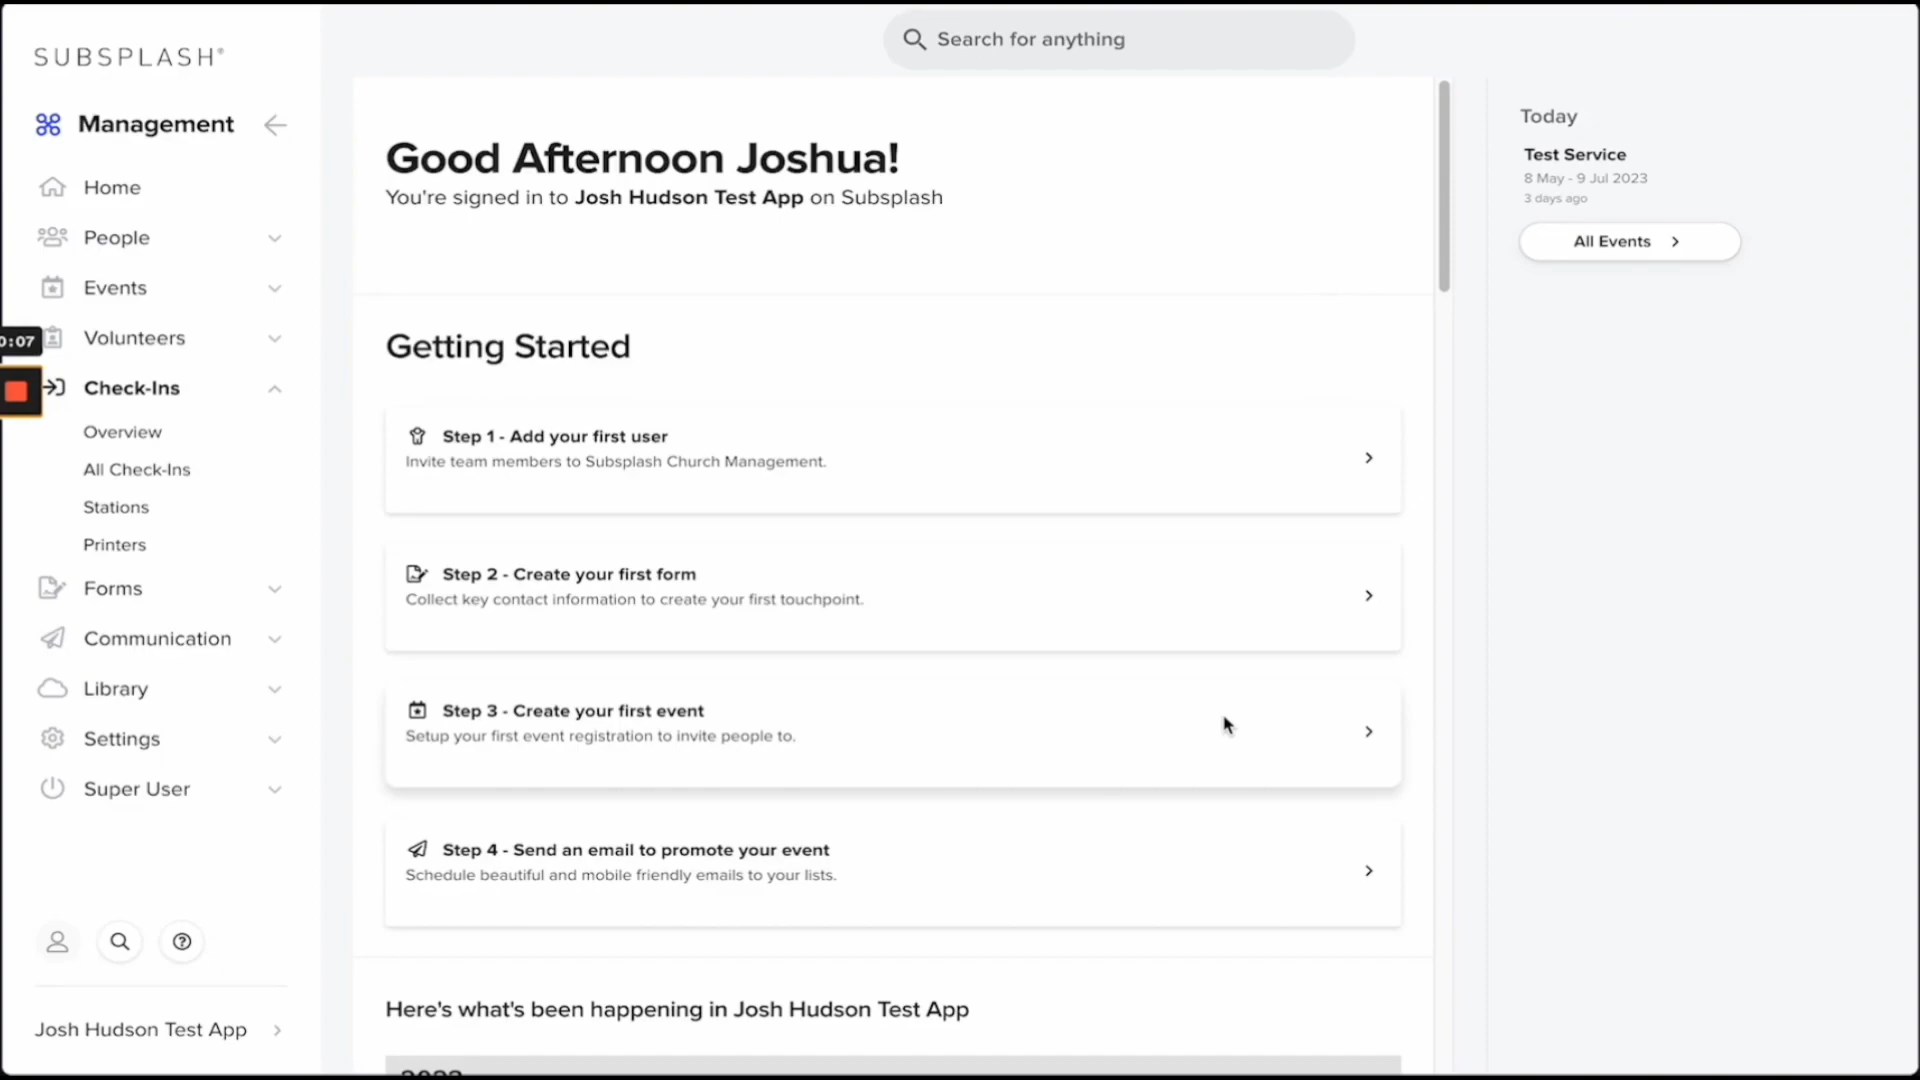 SUBSPLASH®
Management
Home
People
Events
0:07
Volunteers
Check-Ins
Overview
All Check-Ins
Stations
Printers
Forms
Communication
Library
Settings
Super User
Josh Hudson Test App
Search for anything
Good Afternoon Joshua!
You're signed in to Josh Hudson Test App on Subsplash
Getting Started
Step 1 - Add your first user
Invite team members to Subsplash Church Management.
Step 2 - Create your first form
Collect key contact information to create your first touchpoint.
Step 3 - Create your first event
Setup your first event registration to invite people to.
Step 4 - Send an email to promote your event
Schedule beautiful and mobile friendly emails to your lists.
Here's what's been happening in Josh Hudson Test App
Today
Test Service
8 May - 9 Jul 2023
3 days ago
All Events